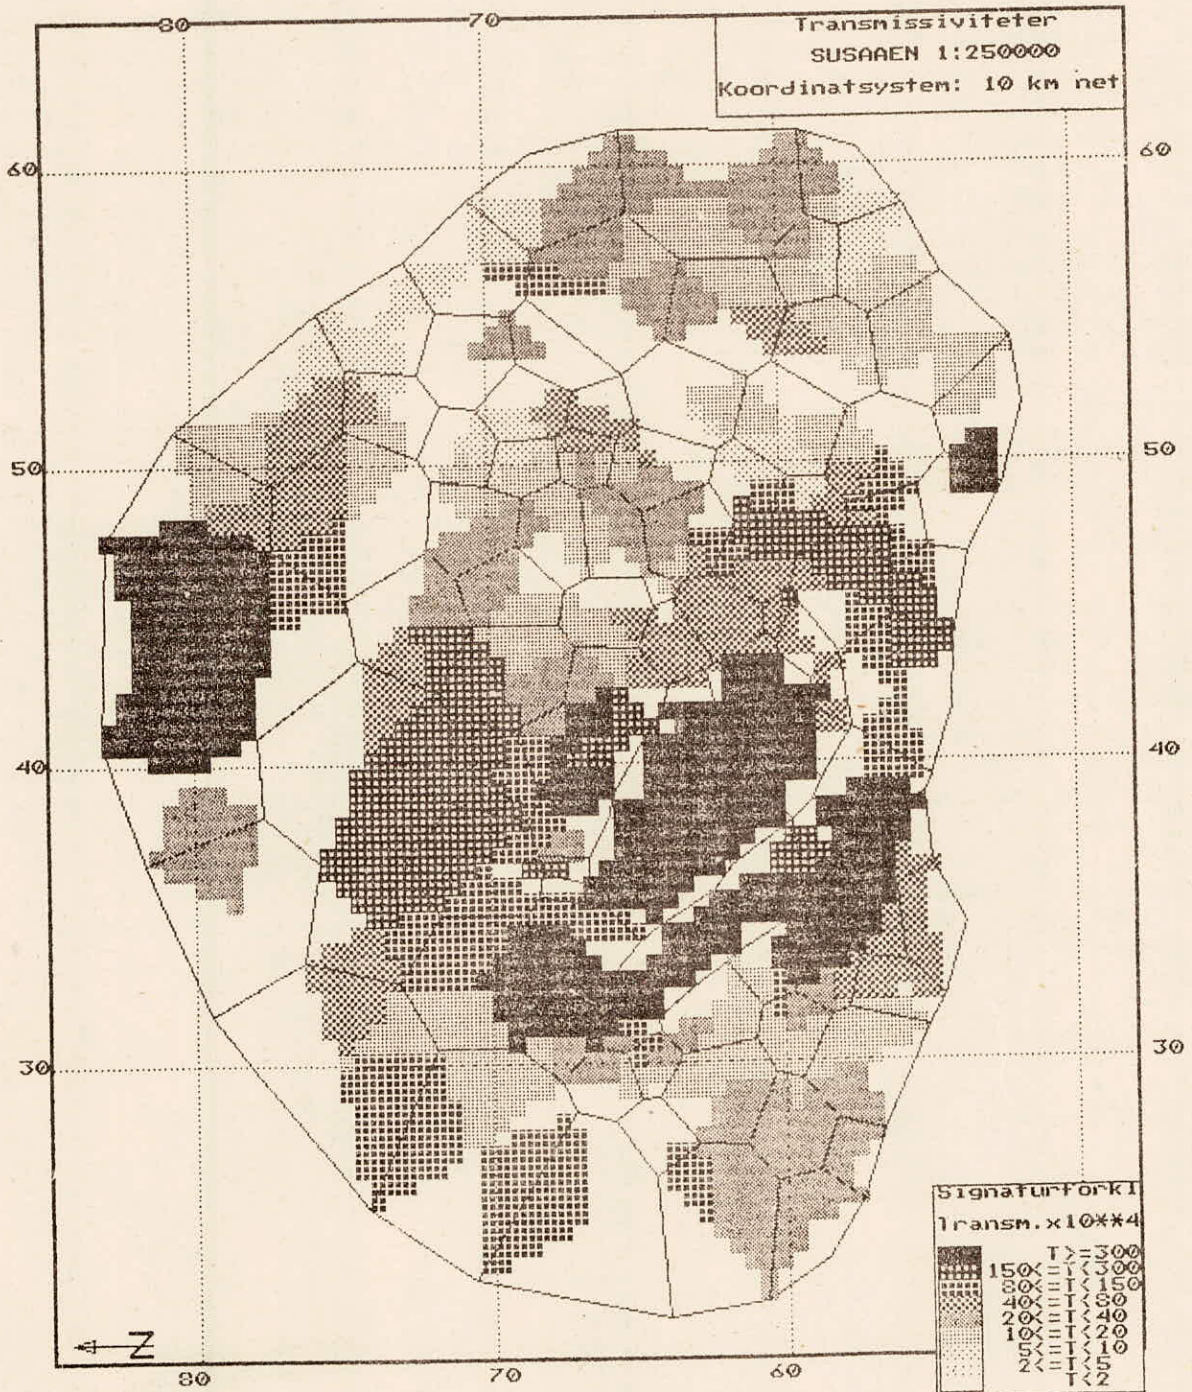 80 70
Transmissiviteter
SUSAAEN 1:250000
Koordinatsystem: 10 km net
60 60
50 50
40 40
30 30
Signaturforkl
Transm.x10**4
T>=300
150<=T<300
80<=T<150
40<=T<80
20<=T<40
10<=T<20
5<=T<10
2<=T<5
T<2
Z
80 70 60